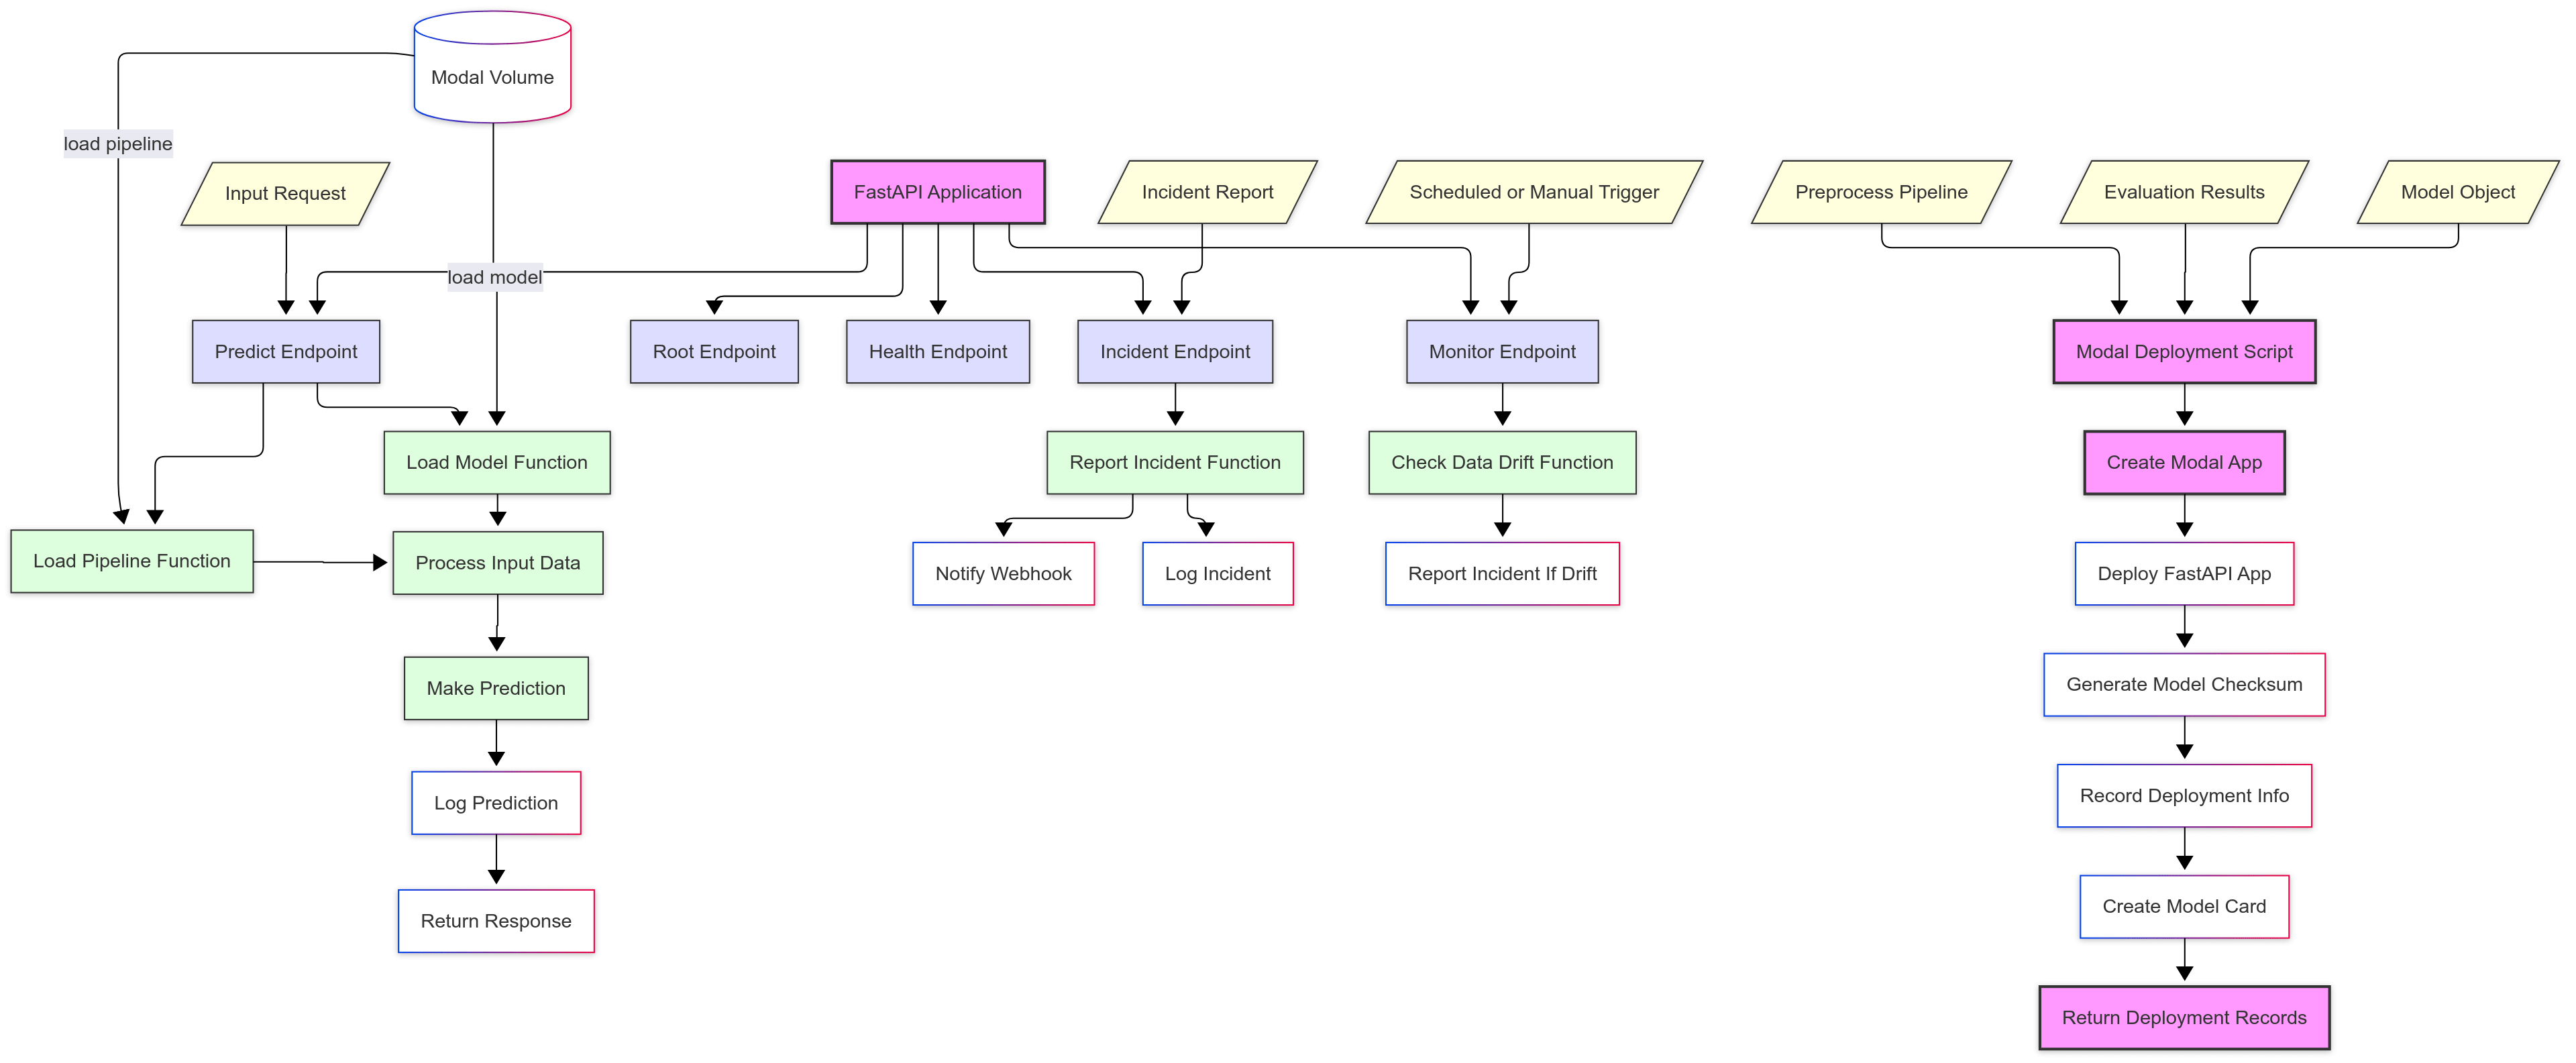 Modal Volume
load pipeline
Input Request
FastAPI Application
Incident Report
Scheduled or Manual Trigger
Preprocess Pipeline
Evaluation Results
Model Object
load model
Predict Endpoint
Root Endpoint
Health Endpoint
Incident Endpoint
Monitor Endpoint
Modal Deployment Script
Load Model Function
Report Incident Function
Check Data Drift Function
Create Modal App
Load Pipeline Function
Process Input Data
Notify Webhook
Log Incident
Report Incident If Drift
Deploy FastAPI App
Make Prediction
Generate Model Checksum
Log Prediction
Record Deployment Info
Return Response
Create Model Card
Return Deployment Records